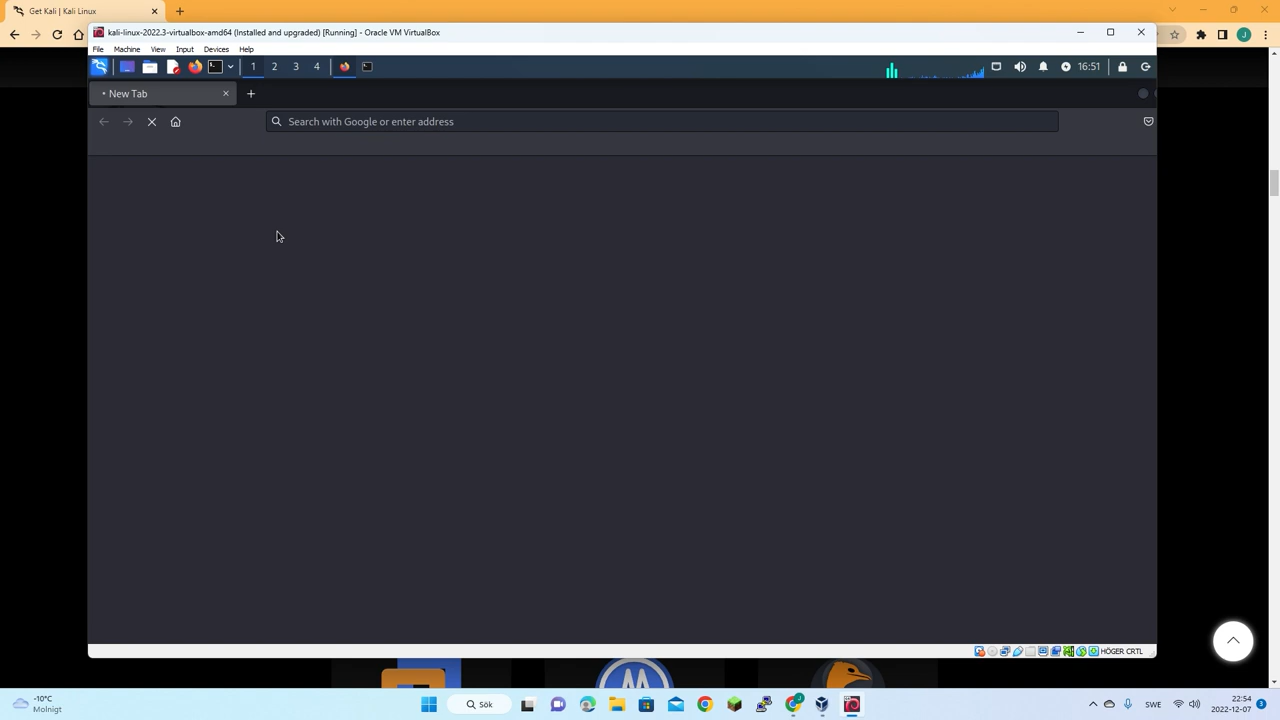 Get Kali | Kali Linux
kali-linux-2022.3-virtualbox-amd64 (Installed and upgraded) [Running] - Oracle VM VirtualBox
File Machine View Input Devices Help
1 2 3 4 16:51
New Tab
Search with Google or enter address
HÖGER CRTL
-10°C
Molnigt
Sök
SWE
22:54
2022-12-07
3